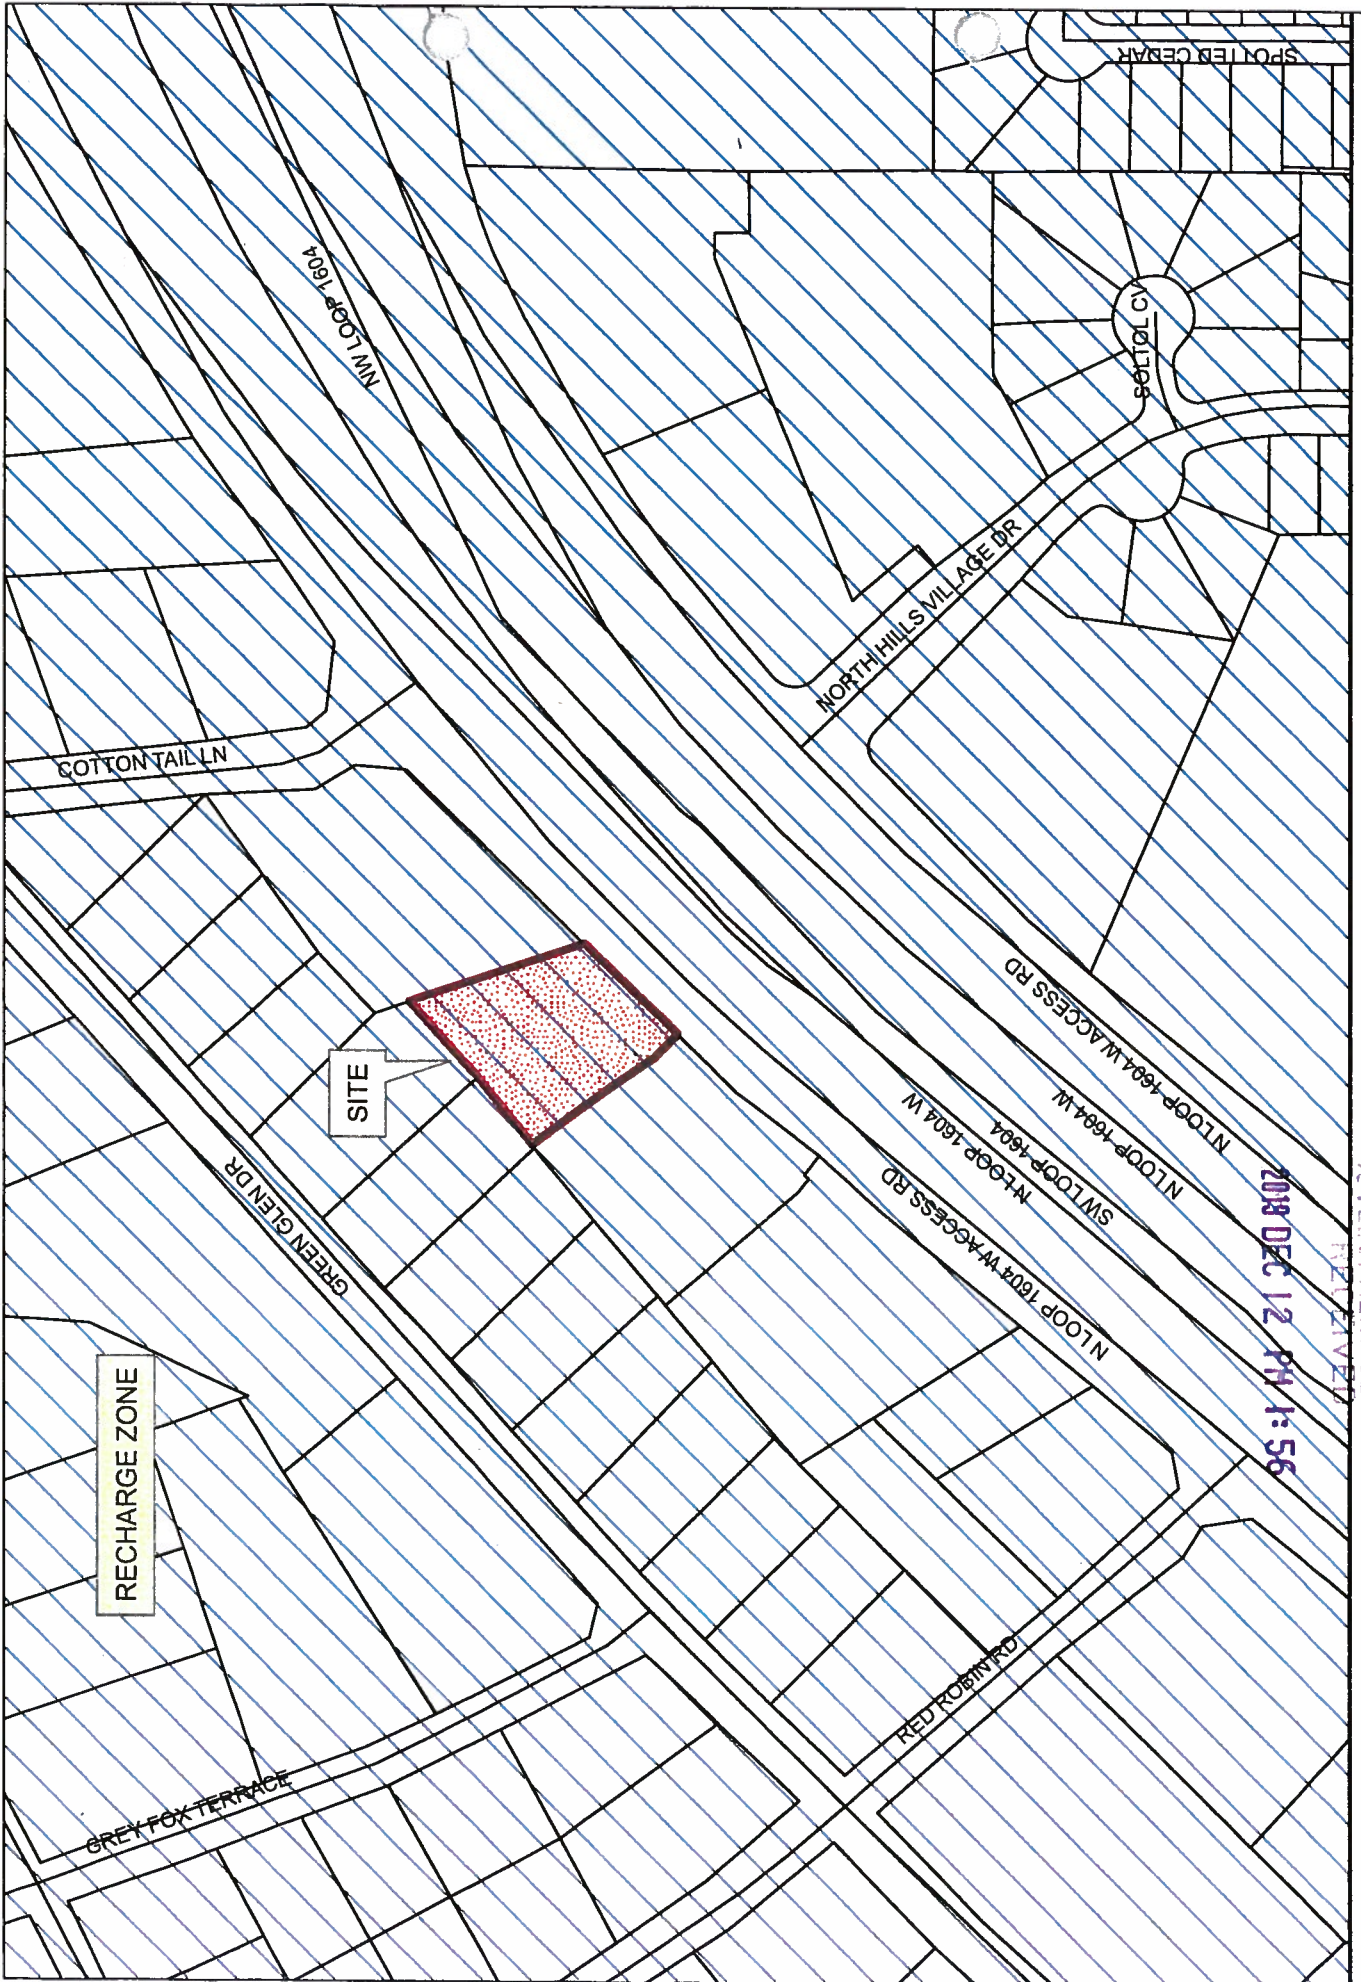 SPOTTED CEDAR
NW LOOP 1604
SOLTOL CV
NORTH HILLS VILLAGE DR
COTTON TAIL LN
SITE
N LOOP 1604 W ACCESS RD
N LOOP 1604 W
SW LOOP 1604
N LOOP 1604 W
N LOOP 1604 W ACCESS RD
GREEN GLEN DR
RECHARGE ZONE
RED ROBIN RD
GREY FOX TERRACE
RECEIVED
DEC 12 PM 1:56